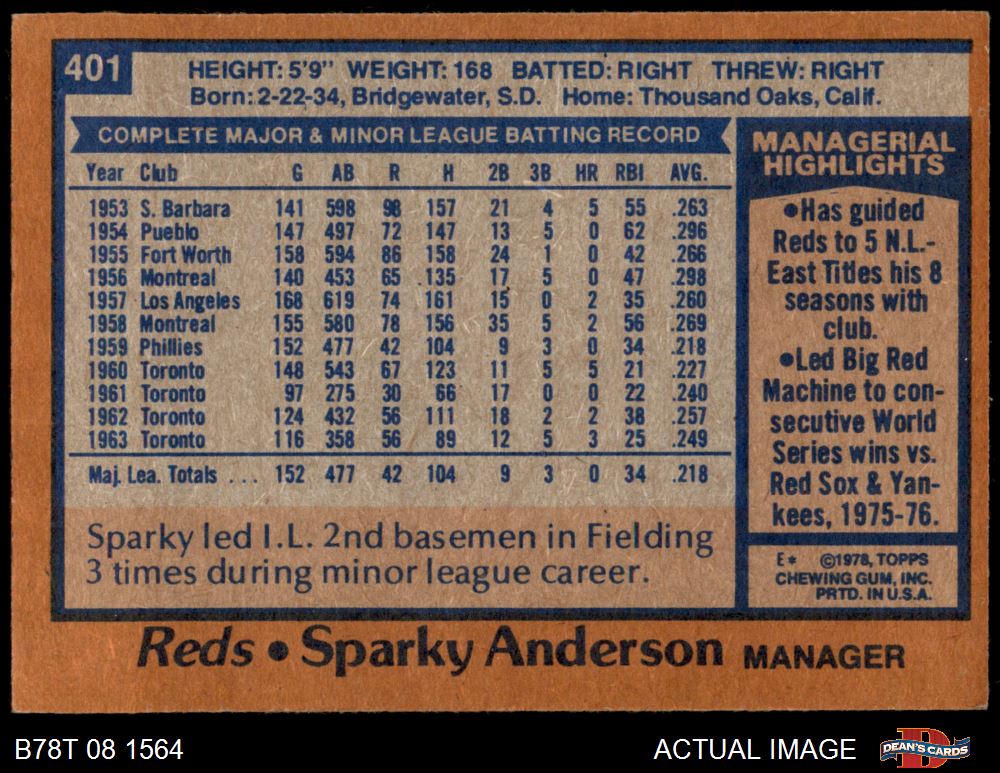 401
HEIGHT: 5'9" WEIGHT: 168 BATTED: RIGHT THREW: RIGHT
Born: 2-22-34, Bridgewater, S.D. Home: Thousand Oaks, Calif.
COMPLETE MAJOR & MINOR LEAGUE BATTING RECORD
Year Club G AB R H 2B 3B HR RBI AVG.
1953 S. Barbara 141 598 98 157 21 4 5 55 .263
1954 Pueblo 147 497 72 147 13 5 0 62 .296
1955 Fort Worth 158 594 86 158 24 1 0 42 .266
1956 Montreal 140 453 65 135 17 5 0 47 .298
1957 Los Angeles 168 619 74 161 15 0 2 35 .260
1958 Montreal 155 580 78 156 35 5 2 56 .269
1959 Phillies 152 477 42 104 9 3 0 34 .218
1960 Toronto 148 543 67 123 11 5 5 21 .227
1961 Toronto 97 275 30 66 17 0 0 22 .240
1962 Toronto 124 432 56 111 18 2 2 38 .257
1963 Toronto 116 358 56 89 12 5 3 25 .249
Maj. Lea. Totals . . . 152 477 42 104 9 3 0 34 .218
Sparky led I.L. 2nd basemen in Fielding
3 times during minor league career.
MANAGERIAL
HIGHLIGHTS
•Has guided
Reds to 5 N.L.-
East Titles his 8
seasons with
club.
•Led Big Red
Machine to con-
secutive World
Series wins vs.
Red Sox & Yan-
kees, 1975-76.
E* ©1978, TOPPS
CHEWING GUM, INC.
PRTD. IN U.S.A.
Reds • Sparky Anderson MANAGER
B78T 08 1564
ACTUAL IMAGE
DEAN'S CARDS